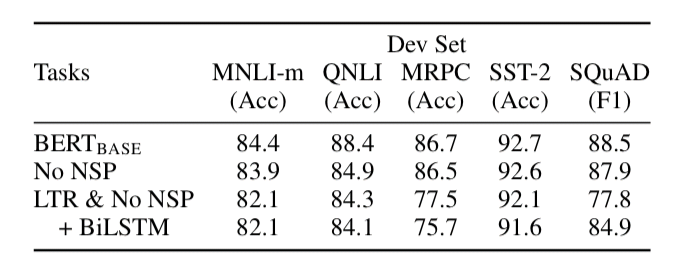 Dev Set
Tasks MNLI-m QNLI MRPC SST-2 SQuAD
(Acc) (Acc) (Acc) (Acc) (F1)
BERTBASE 84.4 88.4 86.7 92.7 88.5
No NSP 83.9 84.9 86.5 92.6 87.9
LTR & No NSP 82.1 84.3 77.5 92.1 77.8
+ BiLSTM 82.1 84.1 75.7 91.6 84.9